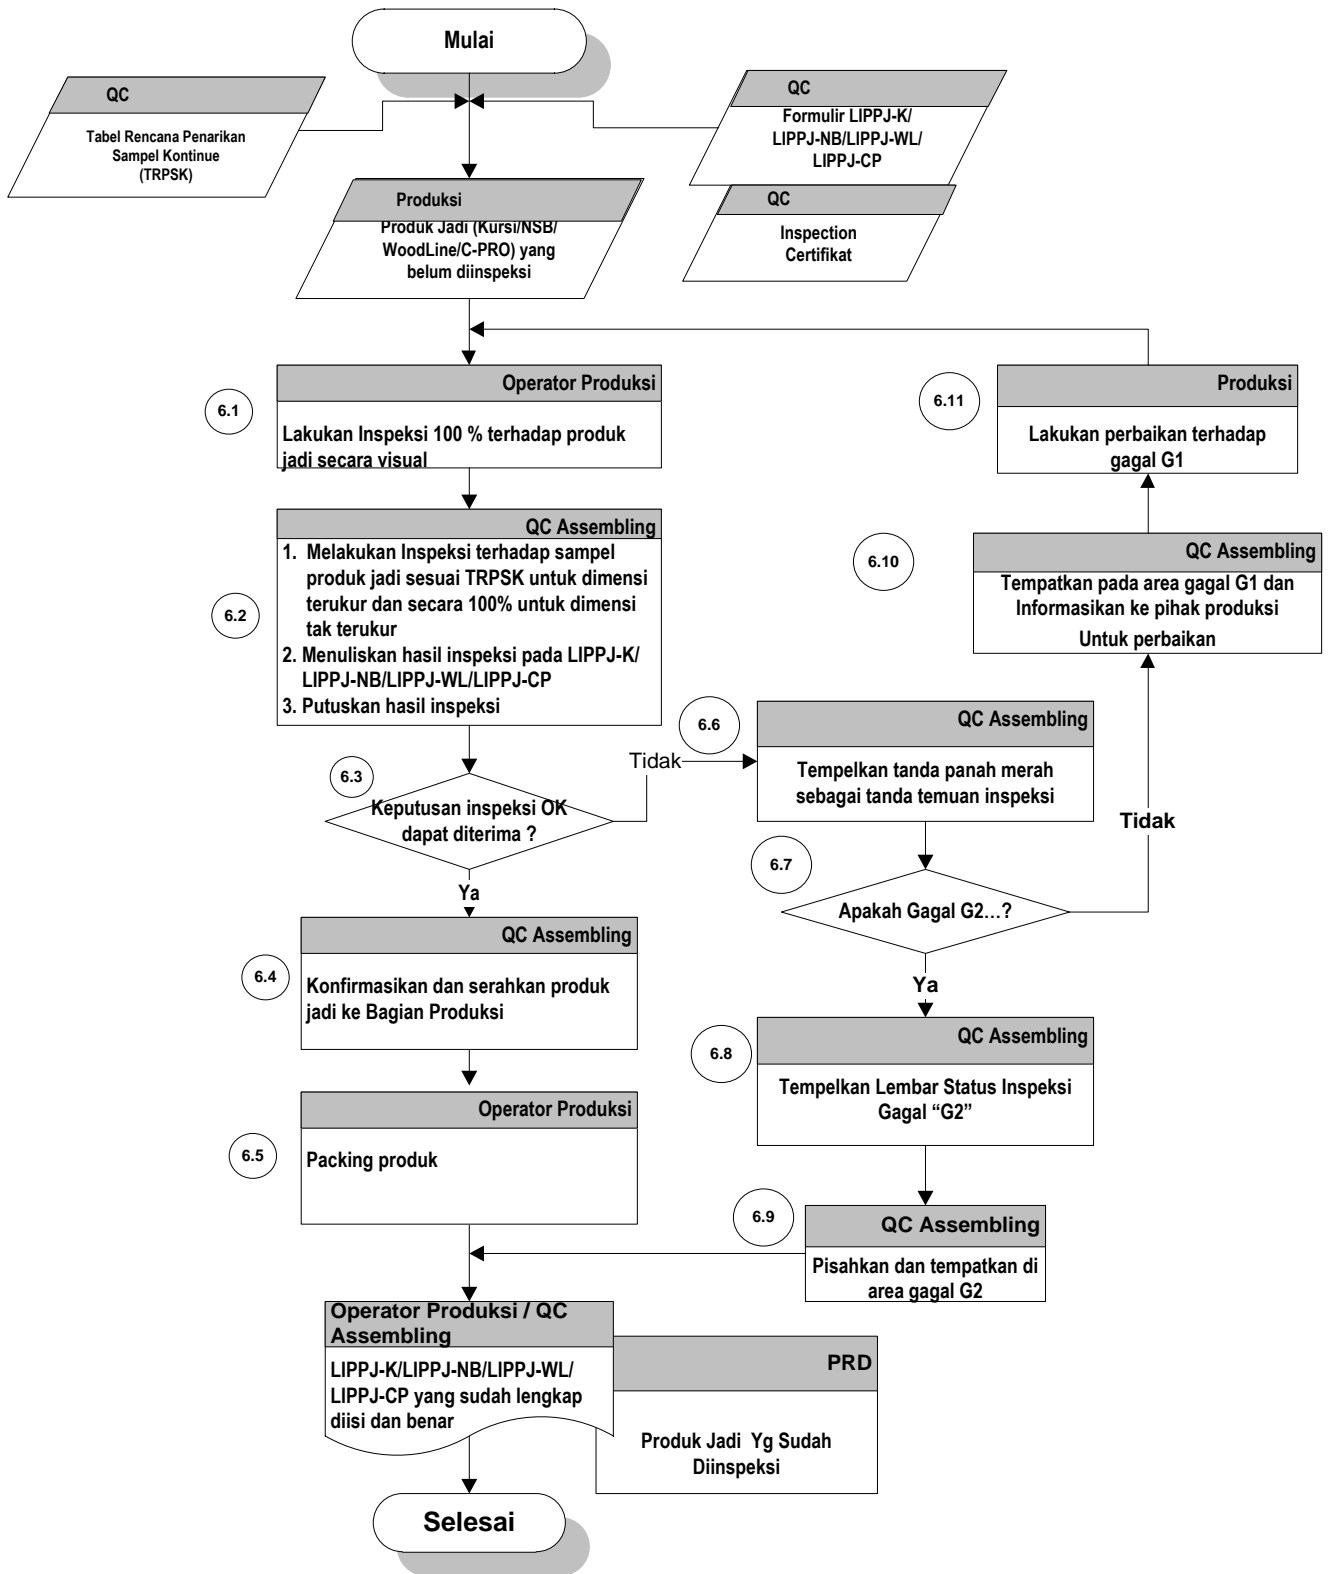 Mulai
QC
Tabel Rencana Penarikan
Sampel Kontinue
(TRPSK)
QC
Formulir LIPPJ-K/
LIPPJ-NB/LIPPJ-WL/
LIPPJ-CP
QC
Inspection
Certifikat
Produksi
Produk Jadi (Kursi/NSB/
WoodLine/C-PRO) yang
belum diinspeksi
6.1
Operator Produksi
Lakukan Inspeksi 100 % terhadap produk
jadi secara visual
6.2
QC Assembling
1. Melakukan Inspeksi terhadap sampel
produk jadi sesuai TRPSK untuk dimensi
terukur dan secara 100% untuk dimensi
tak terukur
2. Menuliskan hasil inspeksi pada LIPPJ-K/
LIPPJ-NB/LIPPJ-WL/LIPPJ-CP
3. Putuskan hasil inspeksi
6.3
Keputusan inspeksi OK
dapat diterima ?
Tidak
Ya
6.4
QC Assembling
Konfirmasikan dan serahkan produk
jadi ke Bagian Produksi
6.5
Operator Produksi
Packing produk
6.6
QC Assembling
Tempelkan tanda panah merah
sebagai tanda temuan inspeksi
6.7
Apakah Gagal G2…?
Tidak
Ya
6.8
QC Assembling
Tempelkan Lembar Status Inspeksi
Gagal “G2”
6.9
QC Assembling
Pisahkan dan tempatkan di
area gagal G2
6.10
QC Assembling
Tempatkan pada area gagal G1 dan
Informasikan ke pihak produksi
Untuk perbaikan
6.11
Produksi
Lakukan perbaikan terhadap
gagal G1
Operator Produksi / QC
Assembling
LIPPJ-K/LIPPJ-NB/LIPPJ-WL/
LIPPJ-CP yang sudah lengkap
diisi dan benar
PRD
Produk Jadi Yg Sudah
Diinspeksi
Selesai